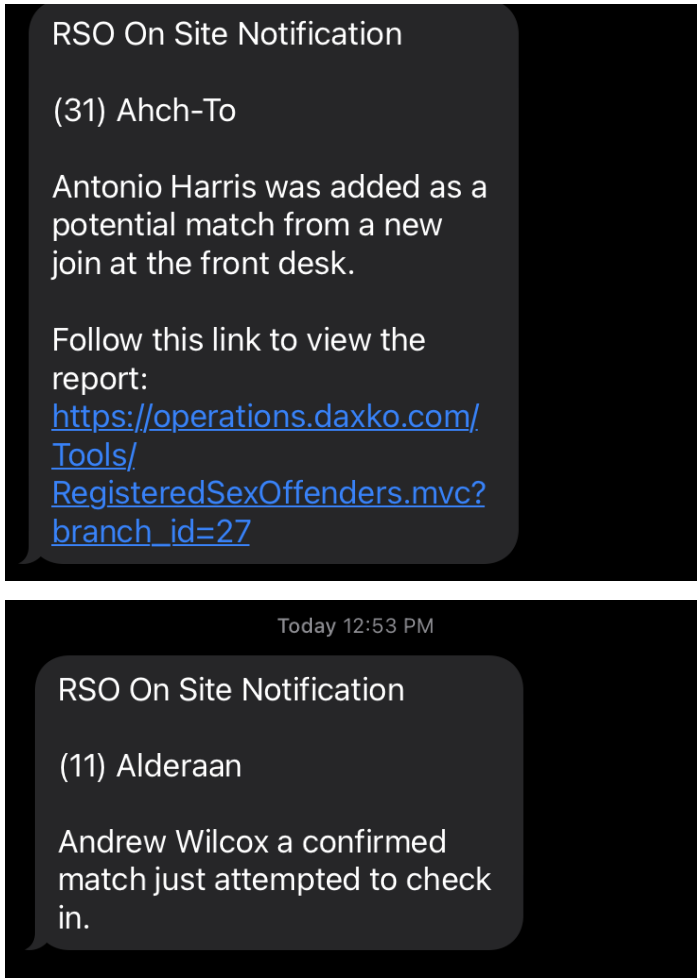 RSO On Site Notification
(31) Ahch-To
Antonio Harris was added as a
potential match from a new
join at the front desk.
Follow this link to view the
report:
https://operations.daxko.com/
Tools/
RegisteredSexOffenders.mvc?
branch_id=27
Today 12:53 PM
RSO On Site Notification
(11) Alderaan
Andrew Wilcox a confirmed
match just attempted to check
in.